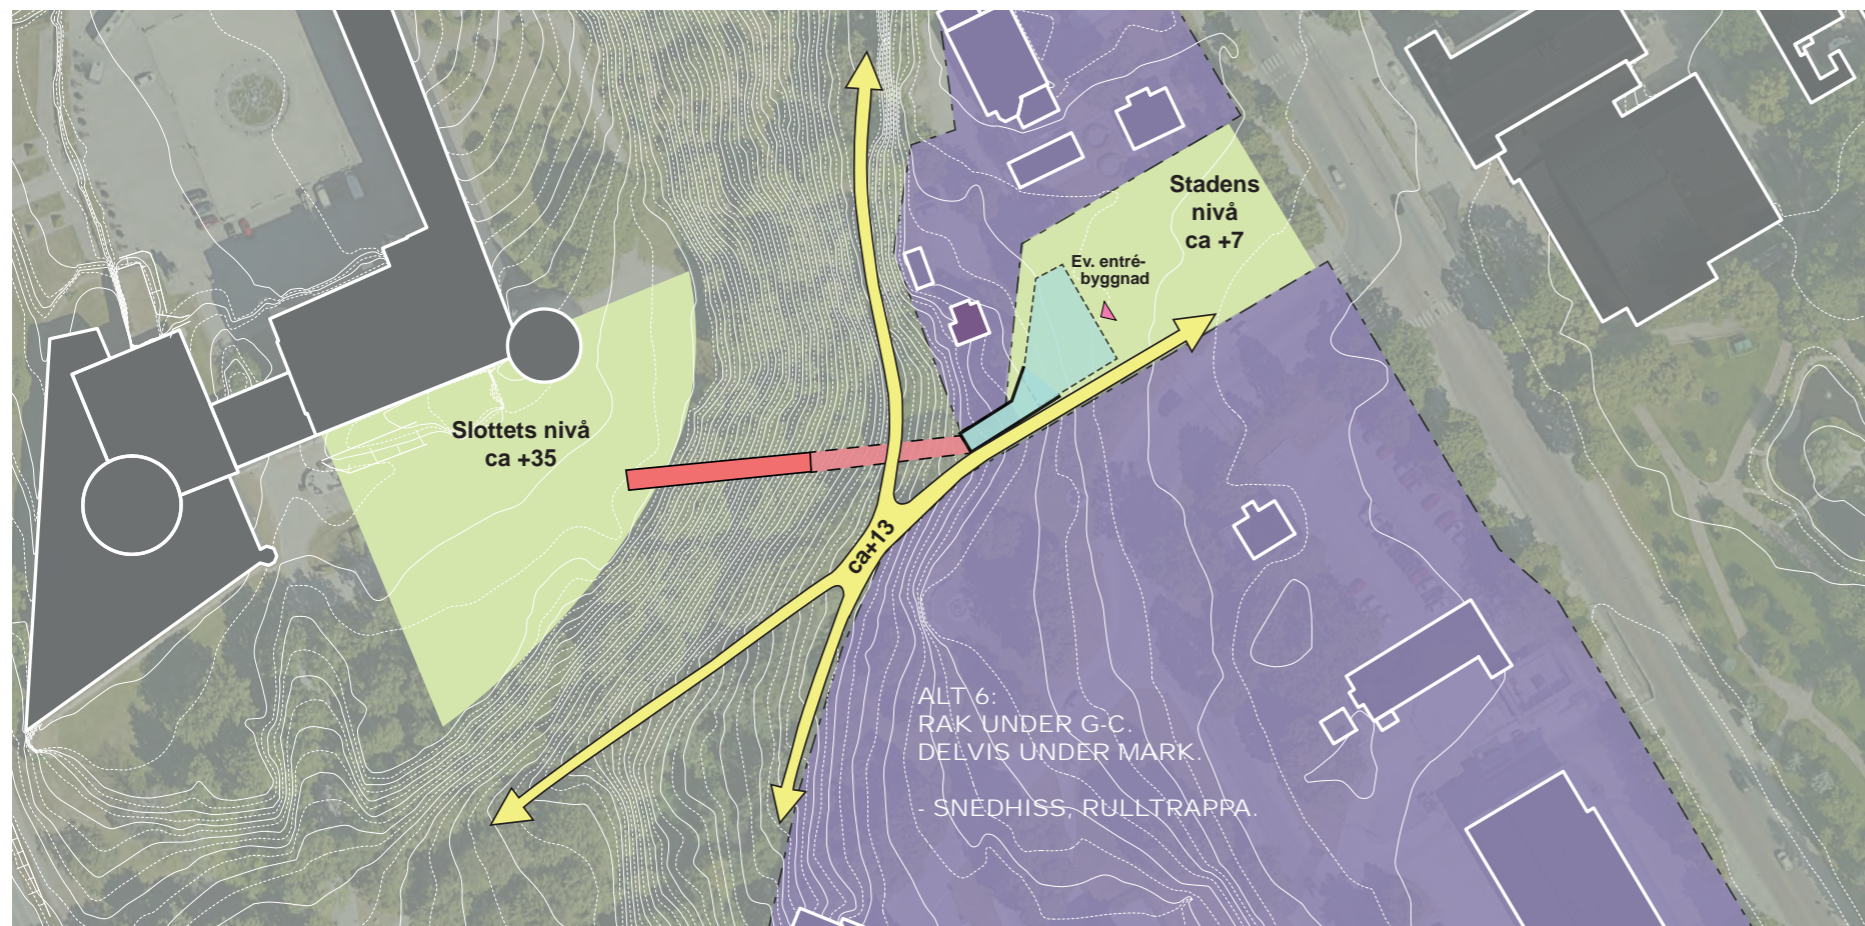 Stadens
nivå
ca +7
Ev. entré-
byggnad
Slottets nivå
ca +35
ca+13
ALT 6:
RAK UNDER G-C.
DELVIS UNDER MARK.
- SNEDHISS, RULLTRAPPA.